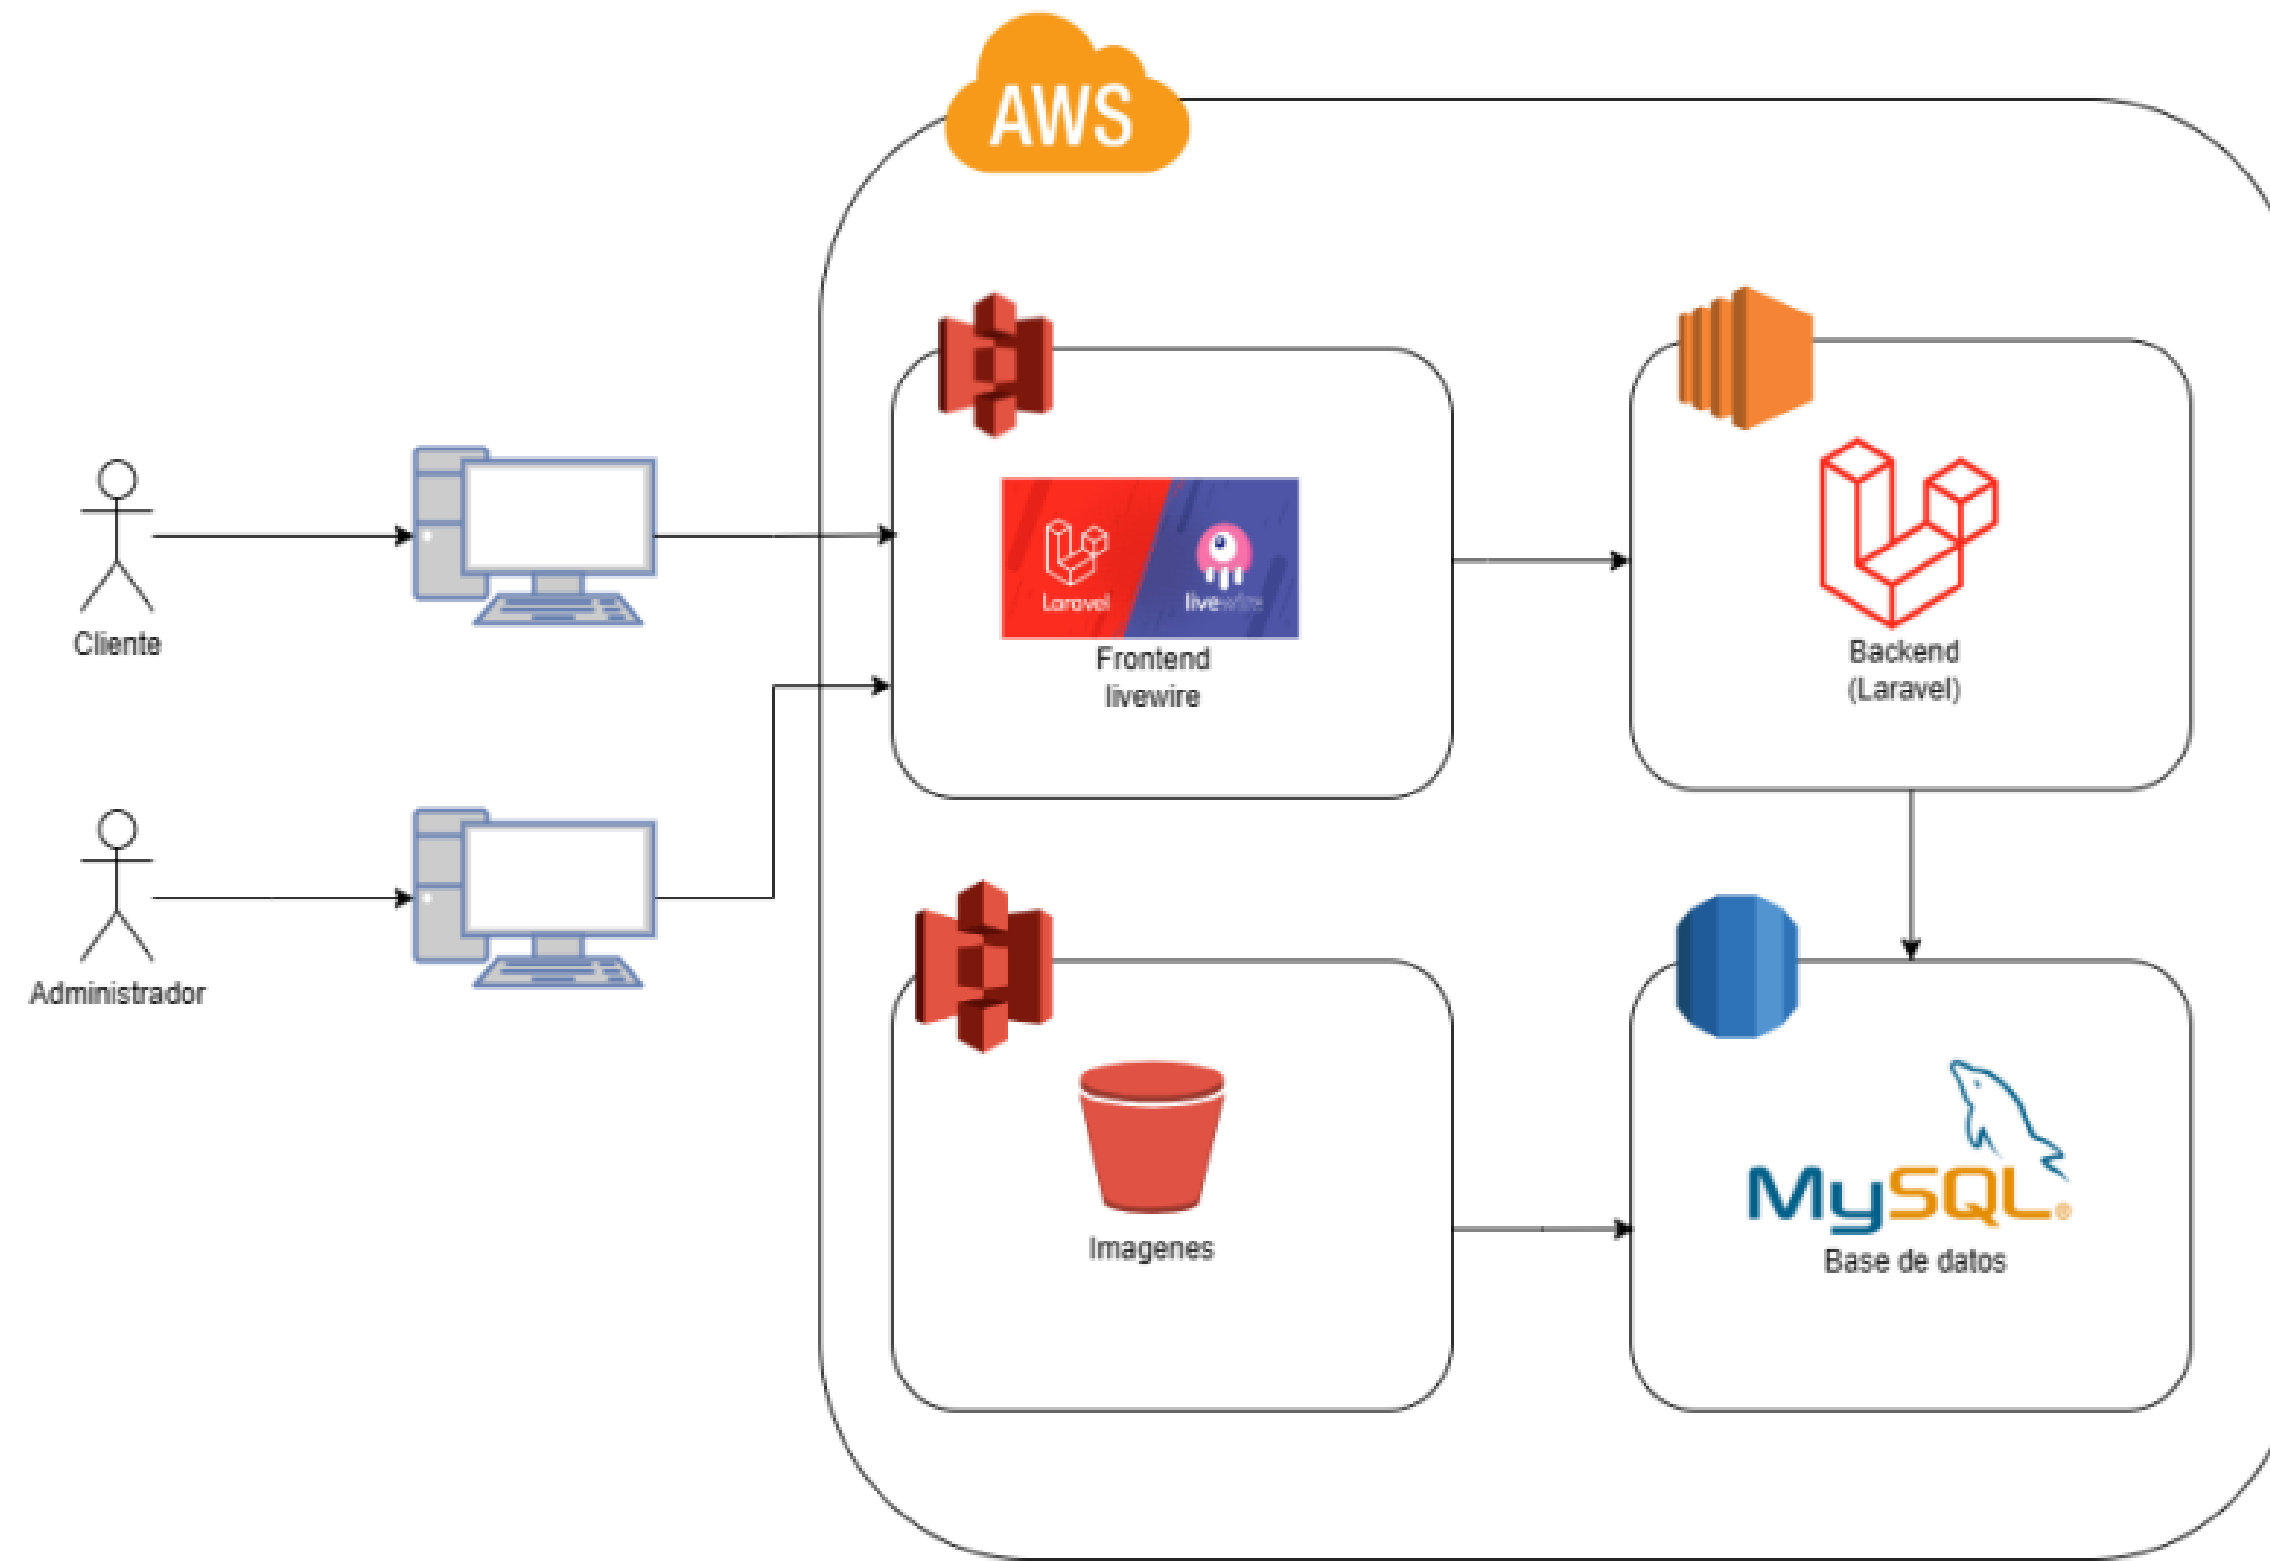 AWS
Laravel
livewire
Frontend
livewire
Backend
(Laravel)
Cliente
Administrador
Imagenes
MySQL®
Base de datos